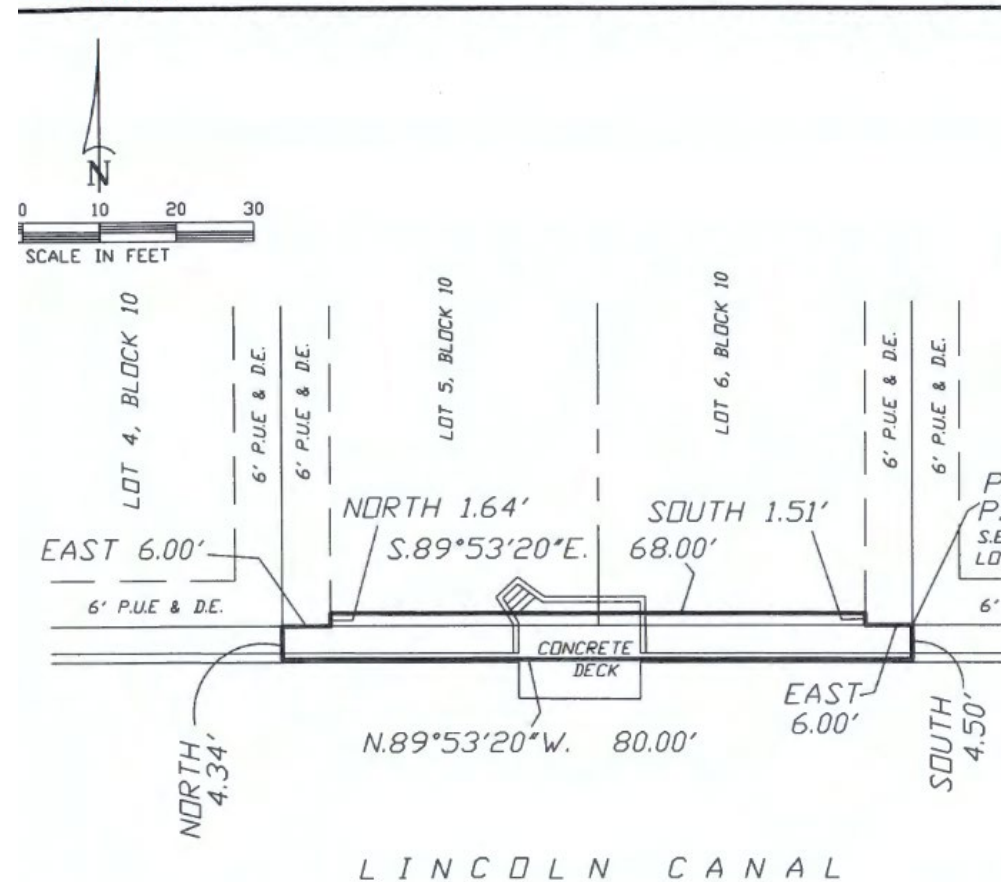 N
0 10 20 30
SCALE IN FEET
LOT 4, BLOCK 10
6' P.U.E & D.E.
6' P.U.E & D.E.
LOT 5, BLOCK 10
LOT 6, BLOCK 10
6' P.U.E & D.E.
6' P.U.E & D.E.
NORTH 1.64'
SOUTH 1.51'
P
P.
S.E
LO
EAST 6.00'
S.89°53'20"E. 68.00'
6' P.U.E & D.E.
6'
CONCRETE
DECK
EAST
6.00'
N.89°53'20"W. 80.00'
NORTH
4.34'
SOUTH
4.50'
LINCOLN CANAL